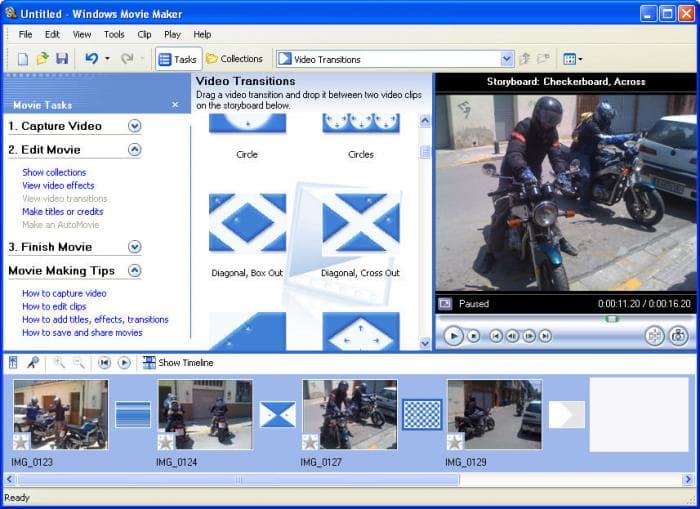 Untitled - Windows Movie Maker
File Edit View Tools Clip Play Help
Tasks Collections Video Transitions
Movie Tasks
1. Capture Video
2. Edit Movie
Show collections
View video effects
View video transitions
Make titles or credits
Make an AutoMovie
3. Finish Movie
Movie Making Tips
How to capture video
How to edit clips
How to add titles, effects, transitions
How to save and share movies
Video Transitions
Drag a video transition and drop it between two video clips
on the storyboard below.
Circle Circles
Diagonal, Box Out Diagonal, Cross Out
Storyboard: Checkerboard, Across
Paused 0:00:11.20 / 0:00:16.20
Show Timeline
IMG_0123 IMG_0124 IMG_0127 IMG_0129
Ready